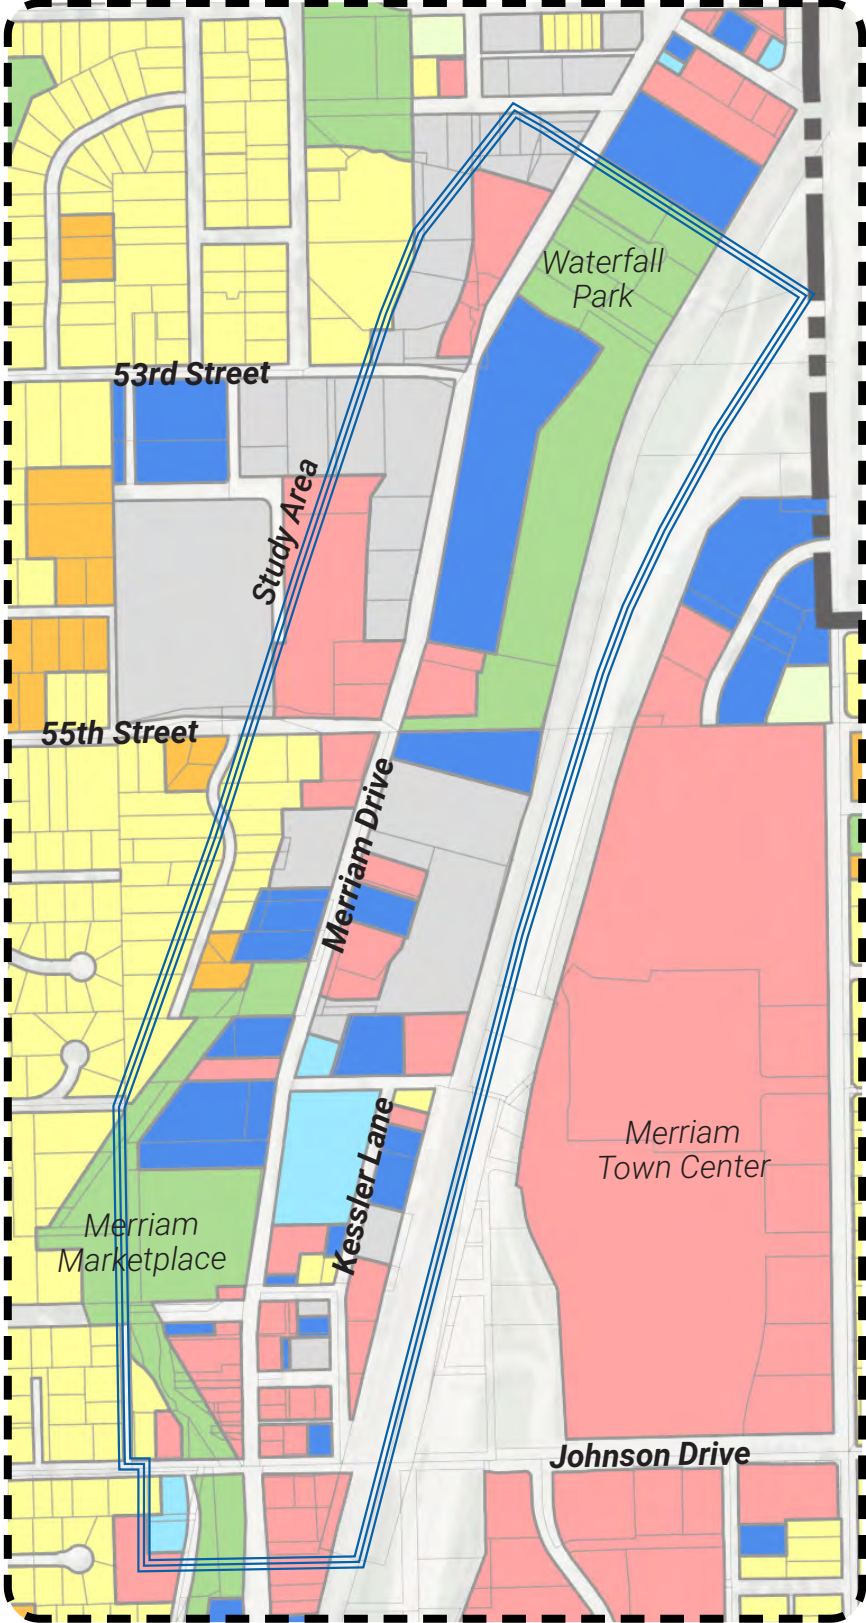 Waterfall
Park
53rd Street
Study Area
55th Street
Merriam Drive
Merriam
Town Center
Kessler Lane
Merriam
Marketplace
Johnson Drive